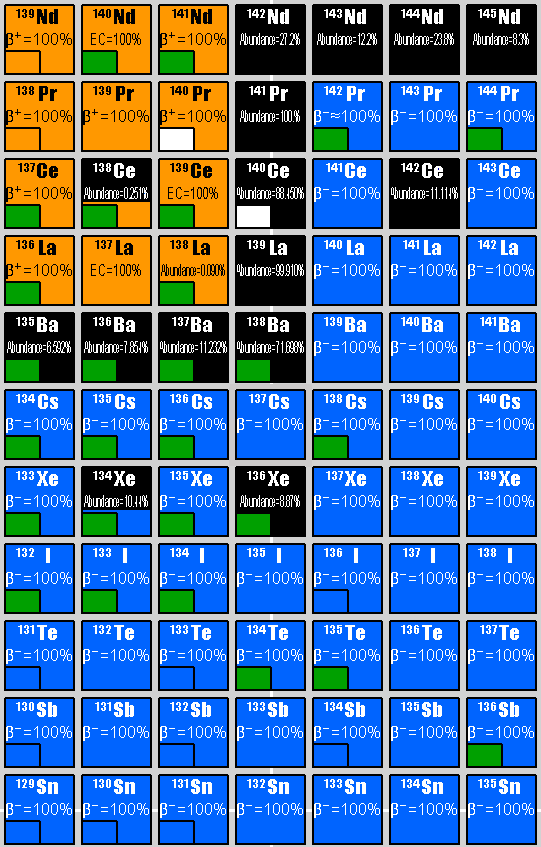 139Nd 140Nd 141Nd 142Nd 143Nd 144Nd 145Nd
β⁺=100% EC=100% β⁺=100% Abundance=27.2% Abundance=12.2% Abundance=23.8% Abundance=8.3%
138Pr 139Pr 140Pr 141Pr 142Pr 143Pr 144Pr
β⁺=100% β⁺=100% β⁺=100% Abundance=100.% β⁻≈100% β⁻=100% β⁻=100%
137Ce 138Ce 139Ce 140Ce 141Ce 142Ce 143Ce
β⁺=100% Abundance=0.251% EC=100% Abundance=88.450% β⁻=100% Abundance=11.114% β⁻=100%
136La 137La 138La 139La 140La 141La 142La
β⁺=100% EC=100% Abundance=0.090% Abundance=99.910% β⁻=100% β⁻=100% β⁻=100%
135Ba 136Ba 137Ba 138Ba 139Ba 140Ba 141Ba
Abundance=6.592% Abundance=7.854% Abundance=11.232% Abundance=71.698% β⁻=100% β⁻=100% β⁻=100%
134Cs 135Cs 136Cs 137Cs 138Cs 139Cs 140Cs
β⁻=100% β⁻=100% β⁻=100% β⁻=100% β⁻=100% β⁻=100% β⁻=100%
133Xe 134Xe 135Xe 136Xe 137Xe 138Xe 139Xe
β⁻=100% Abundance=10.44% β⁻=100% Abundance=8.87% β⁻=100% β⁻=100% β⁻=100%
132I 133I 134I 135I 136I 137I 138I
β⁻=100% β⁻=100% β⁻=100% β⁻=100% β⁻=100% β⁻=100% β⁻=100%
131Te 132Te 133Te 134Te 135Te 136Te 137Te
β⁻=100% β⁻=100% β⁻=100% β⁻=100% β⁻=100% β⁻=100% β⁻=100%
130Sb 131Sb 132Sb 133Sb 134Sb 135Sb 136Sb
β⁻=100% β⁻=100% β⁻=100% β⁻=100% β⁻=100% β⁻=100% β⁻=100%
129Sn 130Sn 131Sn 132Sn 133Sn 134Sn 135Sn
β⁻=100% β⁻=100% β⁻=100% β⁻=100% β⁻=100% β⁻=100% β⁻=100%